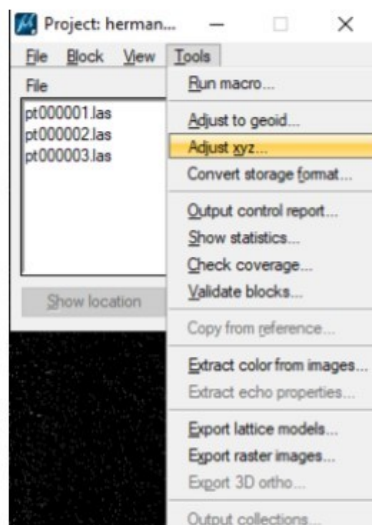 Project: herman...
File Block View Tools
File
pt000001.las
pt000002.las
pt000003.las
Show location
Run macro...
Adjust to geoid...
Adjust xyz...
Convert storage format...
Output control report...
Show statistics...
Check coverage...
Validate blocks...
Copy from reference...
Extract color from images...
Extract echo properties...
Export lattice models...
Export raster images...
Export 3D ortho...
Output collections...